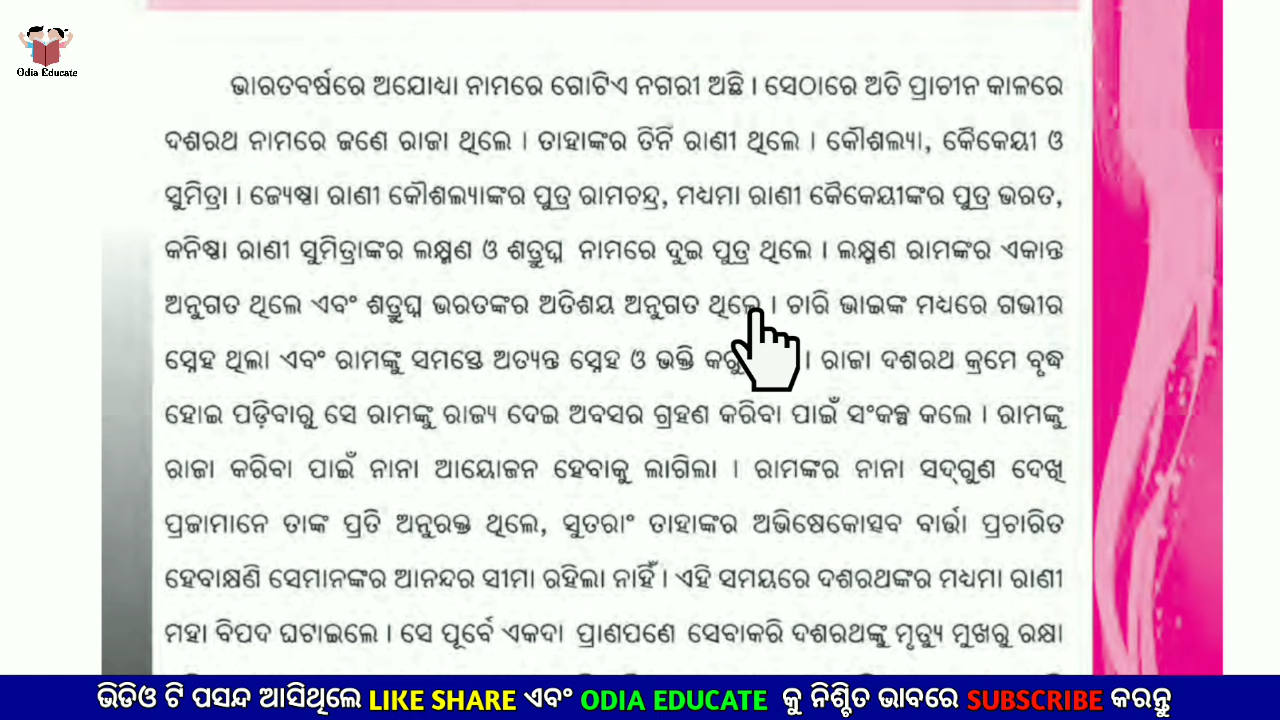 Odia Educate
ଭାରତବର୍ଷରେ ଅଯୋଧ୍ୟା ନାମରେ ଗୋଟିଏ ନଗରୀ ଅଛି । ସେଠାରେ ଅତି ପ୍ରାଚୀନ କାଳରେ
ଦଶରଥ ନାମରେ ଜଣେ ରାଜା ଥିଲେ । ତାହାଙ୍କର ତିନି ରାଣୀ ଥିଲେ । କୌଶଲ୍ୟା, କୈକେୟୀ ଓ
ସୁମିତ୍ରା । ଜ୍ୟେଷ୍ଠା ରାଣୀ କୌଶଲ୍ୟାଙ୍କର ପୁତ୍ର ରାମଚନ୍ଦ୍ର, ମଧ୍ୟମା ରାଣୀ କୈକେୟୀଙ୍କର ପୁତ୍ର ଭରତ,
କନିଷ୍ଠା ରାଣୀ ସୁମିତ୍ରାଙ୍କର ଲକ୍ଷ୍ମଣ ଓ ଶତ୍ରୁଘ୍ନ ନାମରେ ଦୁଇ ପୁତ୍ର ଥିଲେ । ଲକ୍ଷ୍ମଣ ରାମଙ୍କର ଏକାନ୍ତ
ଅନୁଗତ ଥିଲେ ଏବଂ ଶତ୍ରୁଘ୍ନ ଭରତଙ୍କର ଅତିଶୟ ଅନୁଗତ ଥିଲେ । ଚାରି ଭାଇଙ୍କ ମଧ୍ୟରେ ଗଭୀର
ସ୍ନେହ ଥିଲା ଏବଂ ରାମଙ୍କୁ ସମସ୍ତେ ଅତ୍ୟନ୍ତ ସ୍ନେହ ଓ ଭକ୍ତି । ରାଜା ଦଶରଥ କ୍ରମେ ବୃଦ୍ଧ
ହୋଇ ପଡ଼ିବାରୁ ସେ ରାମଙ୍କୁ ରାଜ୍ୟ ଦେଇ ଅବସର ଗ୍ରହଣ କରିବା ପାଇଁ ସଂକଳ୍ପ କଲେ । ରାମଙ୍କୁ
ରାଜା କରିବା ପାଇଁ ନାନା ଆୟୋଜନ ହେବାକୁ ଲାଗିଲା । ରାମଙ୍କର ନାନା ସଦ୍‌ଗୁଣ ଦେଖି
ପ୍ରଜାମାନେ ତାଙ୍କ ପ୍ରତି ଅନୁରକ୍ତ ଥିଲେ, ସୁତରାଂ ତାହାଙ୍କର ଅଭିଷେକୋତ୍ସବ ବାର୍ତ୍ତା ପ୍ରଚାରିତ
ହେବାକ୍ଷଣି ସେମାନଙ୍କର ଆନନ୍ଦର ସୀମା ରହିଲା ନାହିଁ । ଏହି ସମୟରେ ଦଶରଥଙ୍କର ମଧ୍ୟମା ରାଣୀ
ମହା ବିପଦ ଘଟାଇଲେ । ସେ ପୂର୍ବେ ଏକଦା ପ୍ରାଣପଣେ ସେବାକରି ଦଶରଥଙ୍କୁ ମୃତ୍ୟୁ ମୁଖରୁ ରକ୍ଷା
ଭିଡିଓ ଟି ପସନ୍ଦ ଆସିଥିଲେ LIKE SHARE ଏବଂ ODIA EDUCATE କୁ ନିଶ୍ଚିତ ଭାବରେ SUBSCRIBE କରନ୍ତୁ